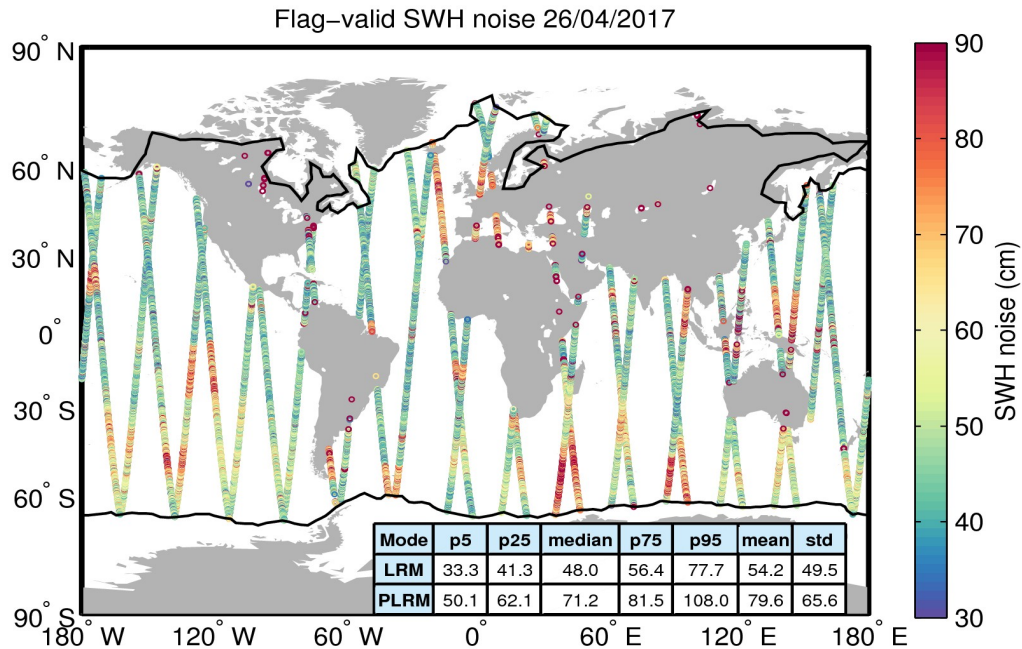 Flag−valid SWH noise 26/04/2017
90° N
60° N
30° N
0°
30° S
60° S
90° S
180° W 120° W 60° W 0° 60° E 120° E 180° E
Mode p5 p25 median p75 p95 mean std
LRM 33.3 41.3 48.0 56.4 77.7 54.2 49.5
PLRM 50.1 62.1 71.2 81.5 108.0 79.6 65.6
90
80
70
60
50
40
30
SWH noise (cm)